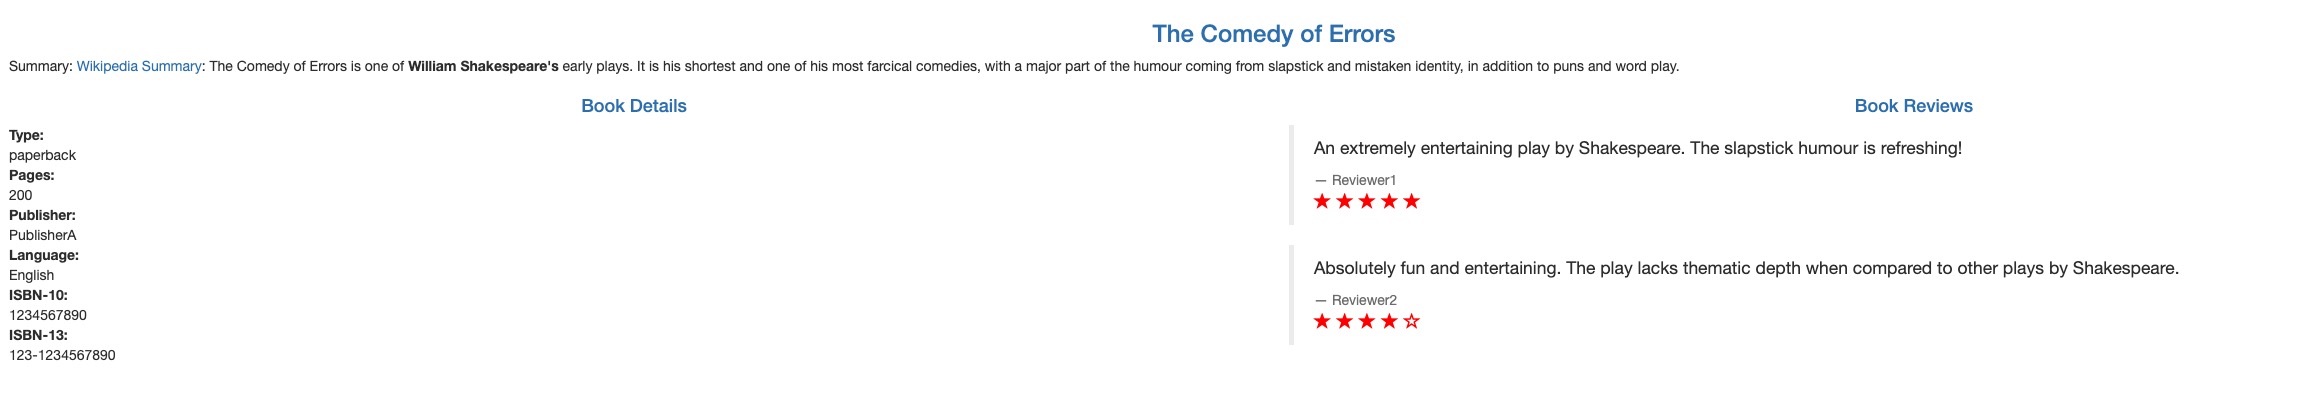 The Comedy of Errors
Summary: Wikipedia Summary: The Comedy of Errors is one of William Shakespeare's early plays. It is his shortest and one of his most farcical comedies, with a major part of the humour coming from slapstick and mistaken identity, in addition to puns and word play.
Book Details
Type:
paperback
Pages:
200
Publisher:
PublisherA
Language:
English
ISBN-10:
1234567890
ISBN-13:
123-1234567890
Book Reviews
An extremely entertaining play by Shakespeare. The slapstick humour is refreshing!
— Reviewer1
★★★★★
Absolutely fun and entertaining. The play lacks thematic depth when compared to other plays by Shakespeare.
— Reviewer2
★★★★☆